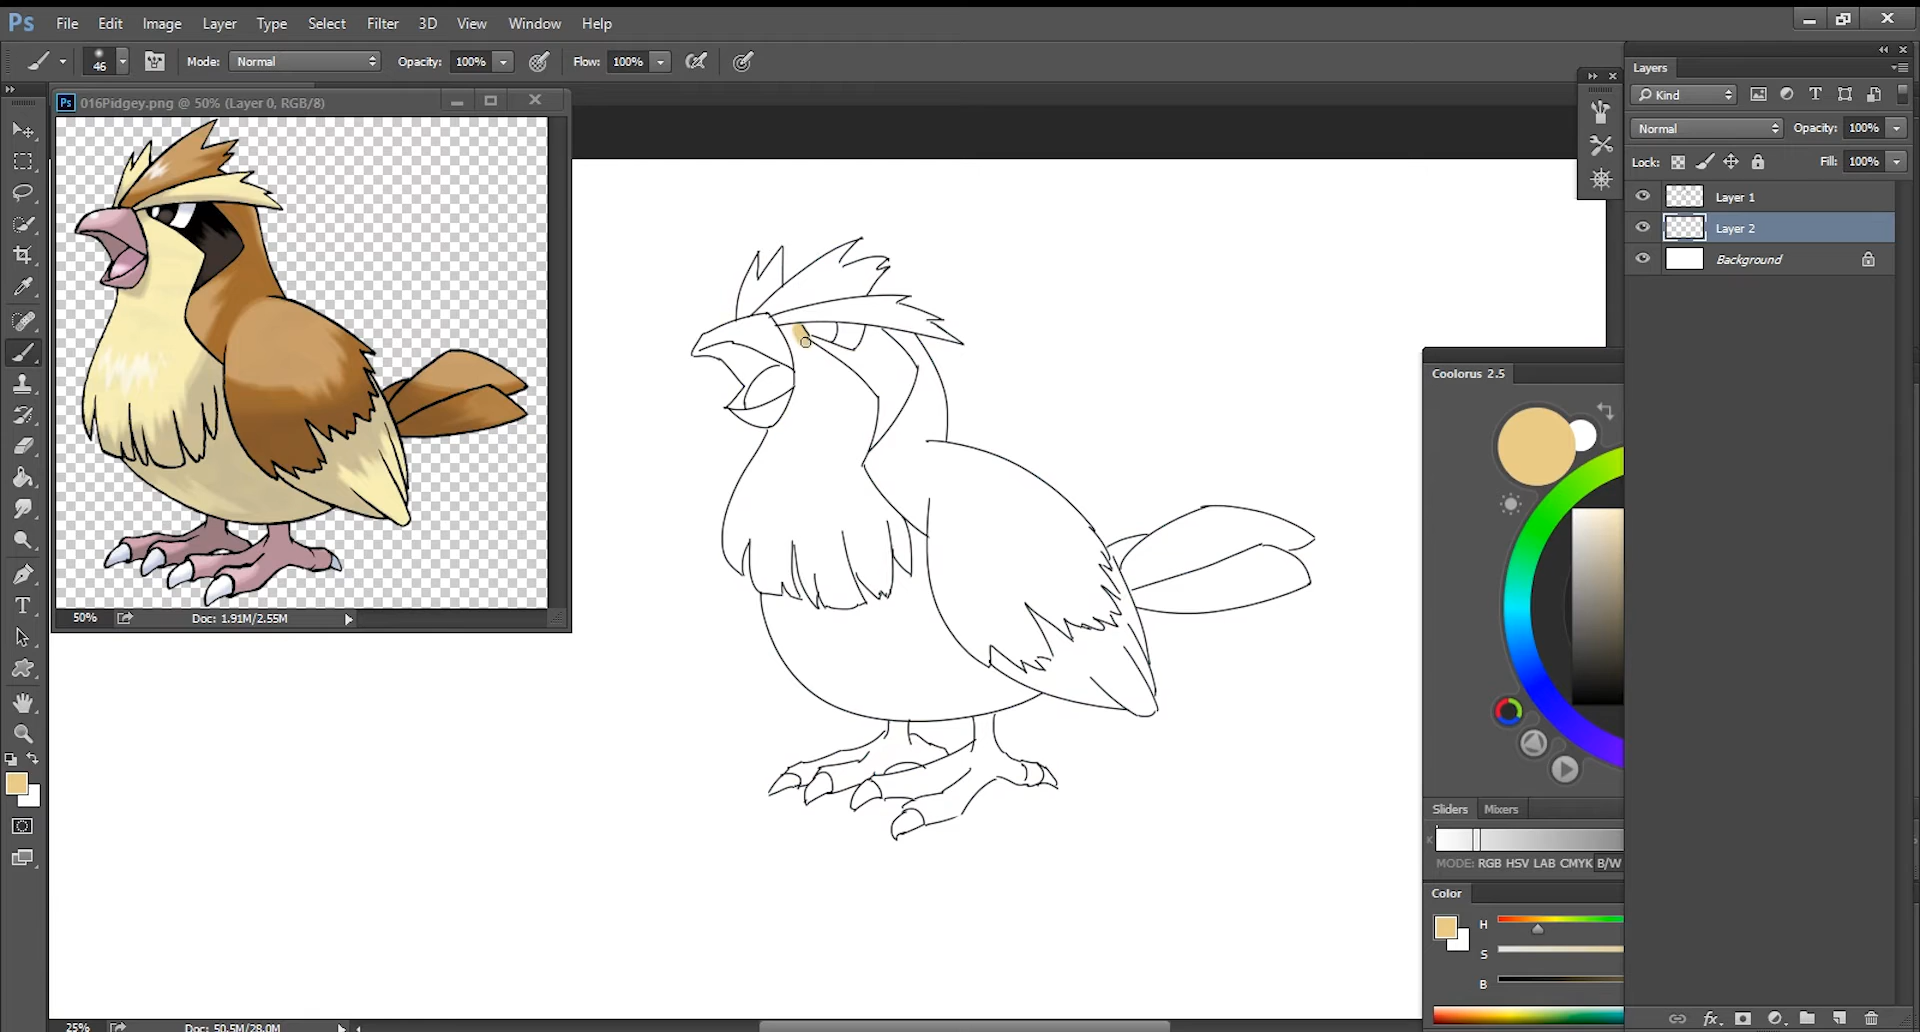 Ps File Edit Image Layer Type Select Filter 3D View Window Help
46 Mode: Normal Opacity: 100% Flow: 100%
Ps 016Pidgey.png @ 50% (Layer 0, RGB/8)
50% Doc: 1.91M/2.55M
25% Doc: 50.5M/28.0M
T
Coolorus 2.5
Sliders Mixers
K
MODE: RGB HSV LAB CMYK B/W
Color
H
S
B
Layers
Kind T
Normal Opacity: 100%
Lock: Fill: 100%
Layer 1
Layer 2
Background
fx